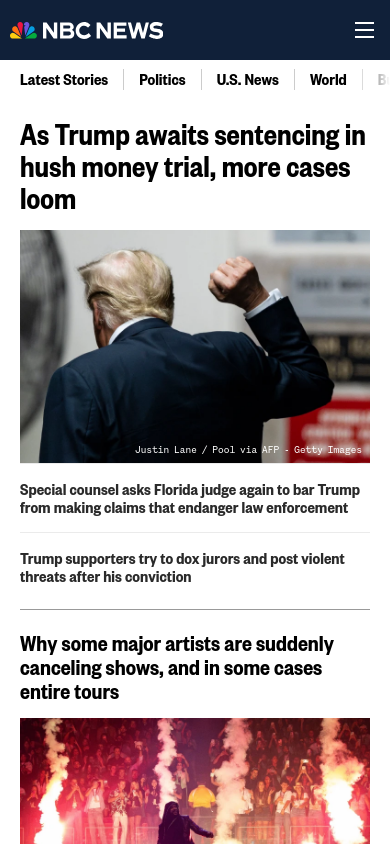 NBC NEWS
Latest Stories
Politics
U.S. News
World
As Trump awaits sentencing in
hush money trial, more cases
loom
Justin Lane / Pool via AFP - Getty Images
Special counsel asks Florida judge again to bar Trump
from making claims that endanger law enforcement
Trump supporters try to dox jurors and post violent
threats after his conviction
Why some major artists are suddenly
canceling shows, and in some cases
entire tours